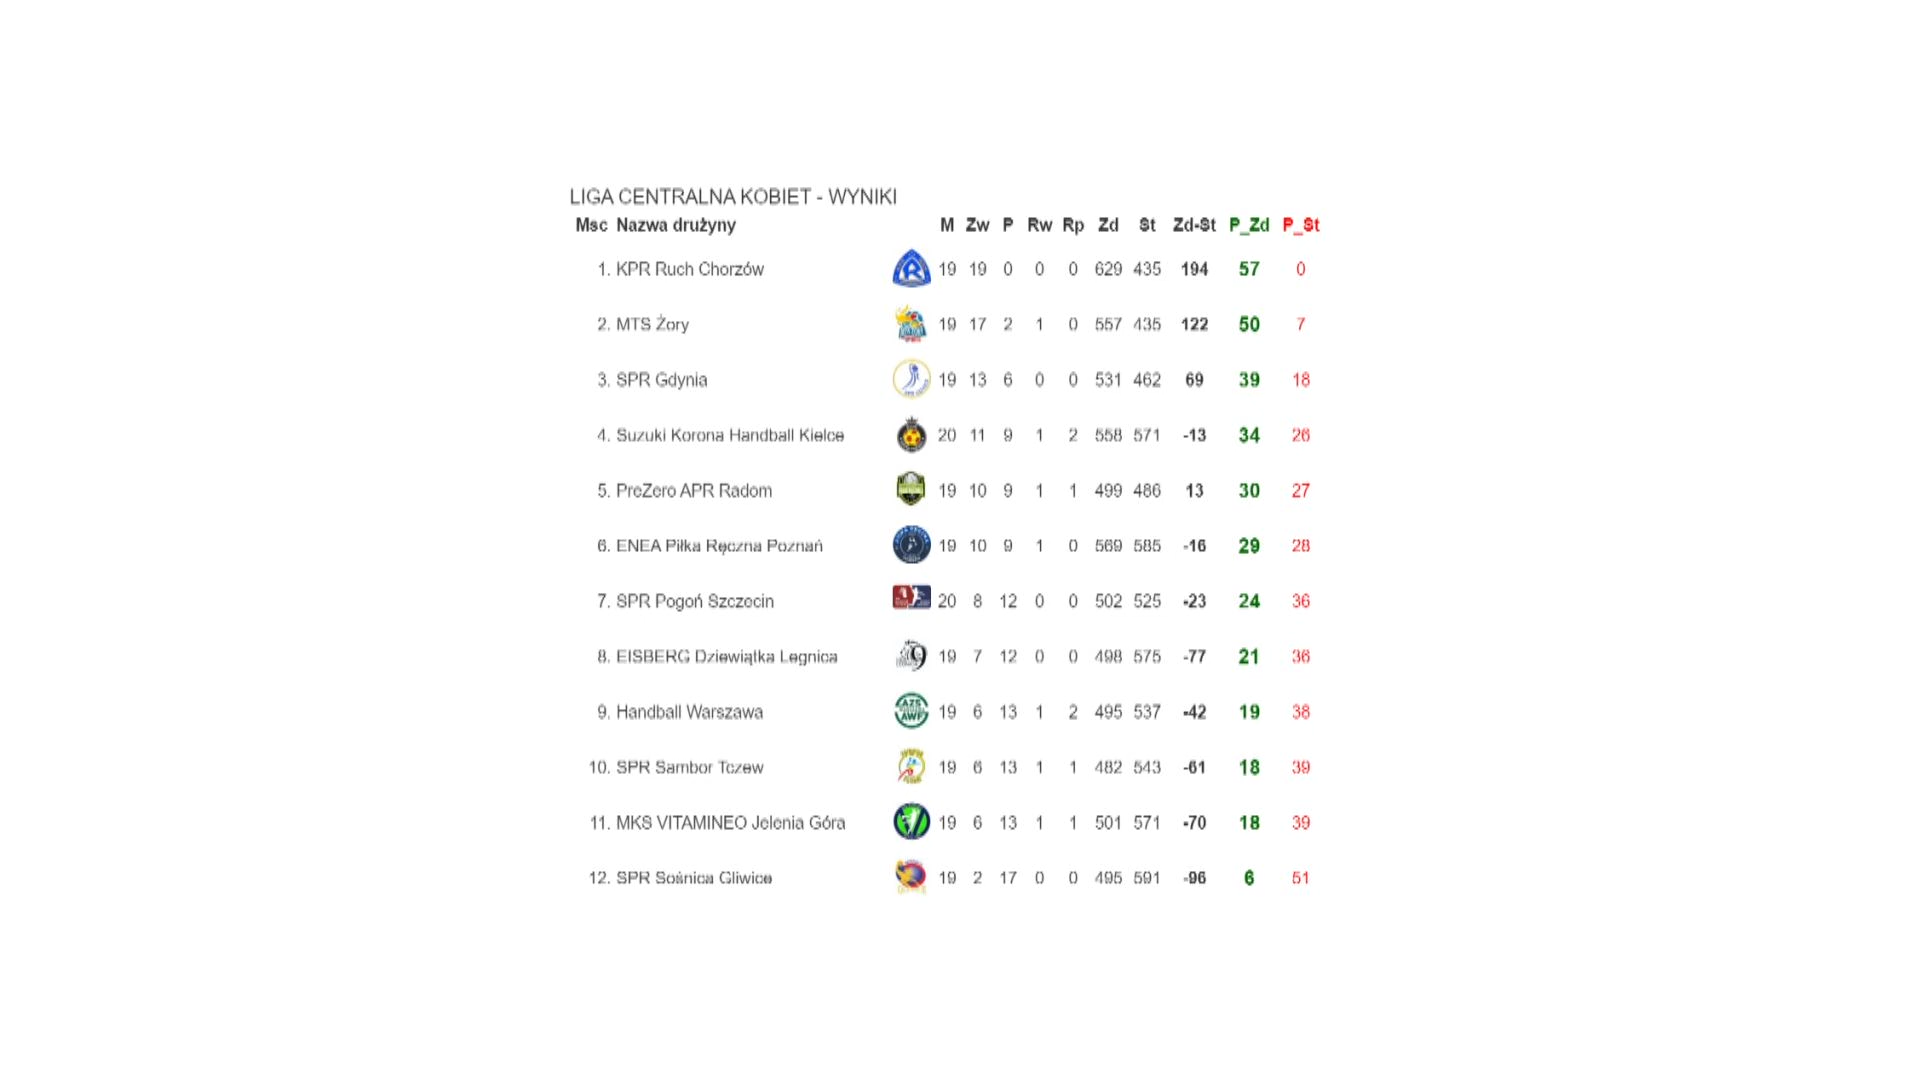 LIGA CENTRALNA KOBIET - WYNIKI
Msc Nazwa drużyny M Zw P Rw Rp Zd St Zd-St P_Zd P_St
1. KPR Ruch Chorzów 19 19 0 0 0 629 435 194 57 0
2. MTS Żory 19 17 2 1 0 557 435 122 50 7
3. SPR Gdynia 19 13 6 0 0 531 462 69 39 18
4. Suzuki Korona Handball Kielce 20 11 9 1 2 558 571 -13 34 26
5. PreZero APR Radom 19 10 9 1 1 499 486 13 30 27
6. ENEA Piłka Ręczna Poznań 19 10 9 1 0 569 585 -16 29 28
7. SPR Pogoń Szczecin 20 8 12 0 0 502 525 -23 24 36
8. EISBERG Dziewiątka Legnica 19 7 12 0 0 498 575 -77 21 36
9. Handball Warszawa AZS AWF 19 6 13 1 2 495 537 -42 19 38
10. SPR Sambor Tczew 19 6 13 1 1 482 543 -61 18 39
11. MKS VITAMINEO Jelenia Góra 19 6 13 1 1 501 571 -70 18 39
12. SPR Sośnica Gliwice 19 2 17 0 0 495 591 -96 6 51